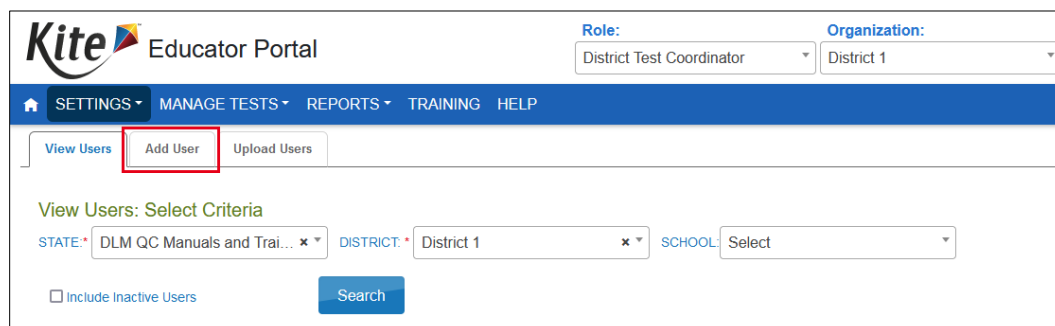 Kite Educator Portal
Role: Organization:
District Test Coordinator District 1
SETTINGS MANAGE TESTS REPORTS TRAINING HELP
View Users Add User Upload Users
View Users: Select Criteria
STATE:* DLM QC Manuals and Trai... × DISTRICT: * District 1 × SCHOOL: Select
Include Inactive Users Search